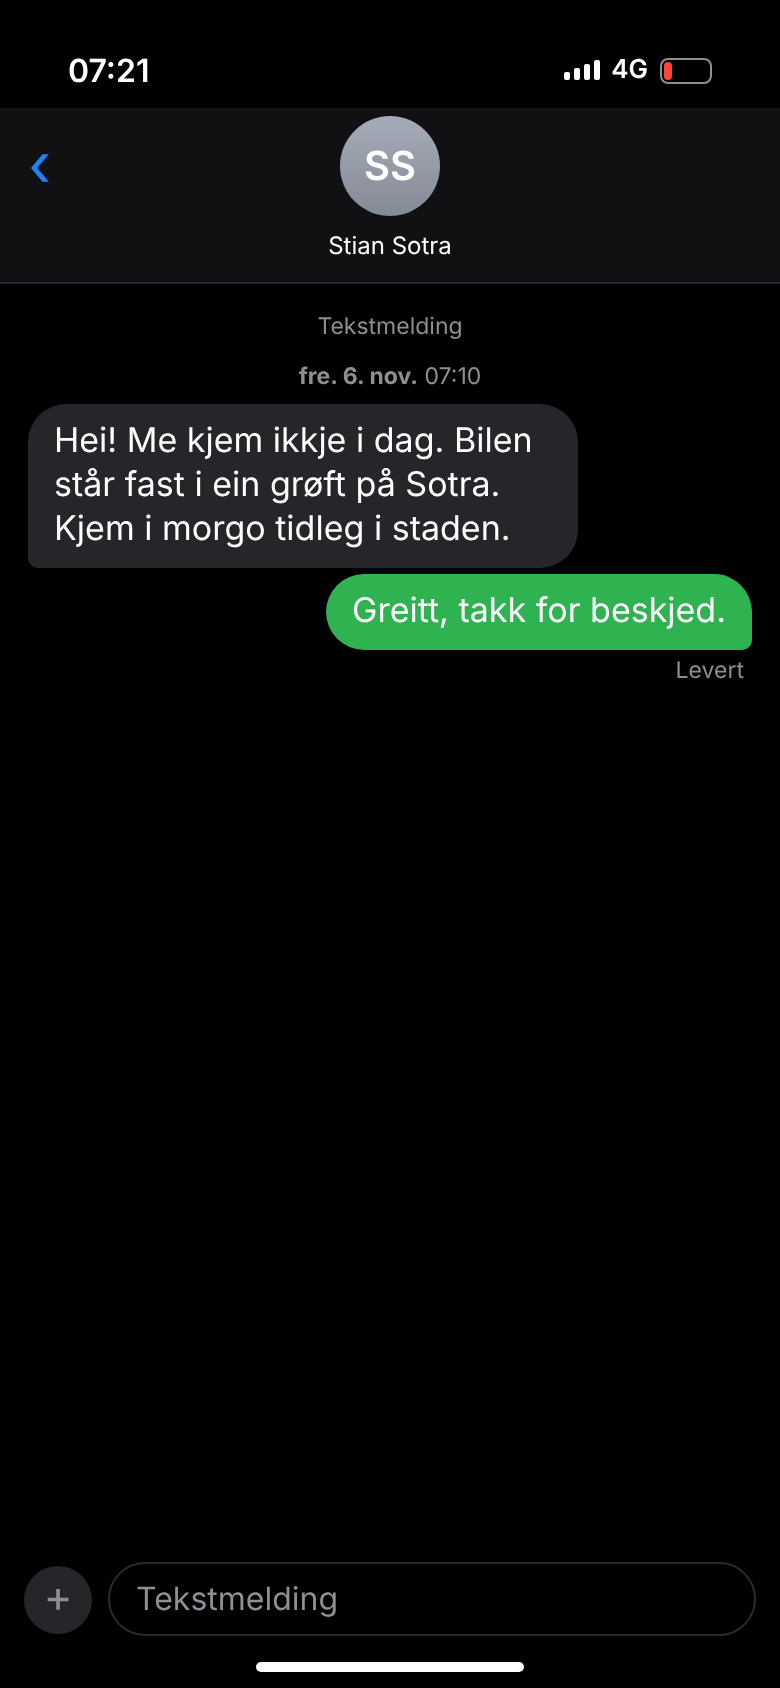 07:21
4G
SS
Stian Sotra
Tekstmelding
fre. 6. nov. 07:10
Hei! Me kjem ikkje i dag. Bilen
står fast i ein grøft på Sotra.
Kjem i morgo tidleg i staden.
Greitt, takk for beskjed.
Levert
Tekstmelding